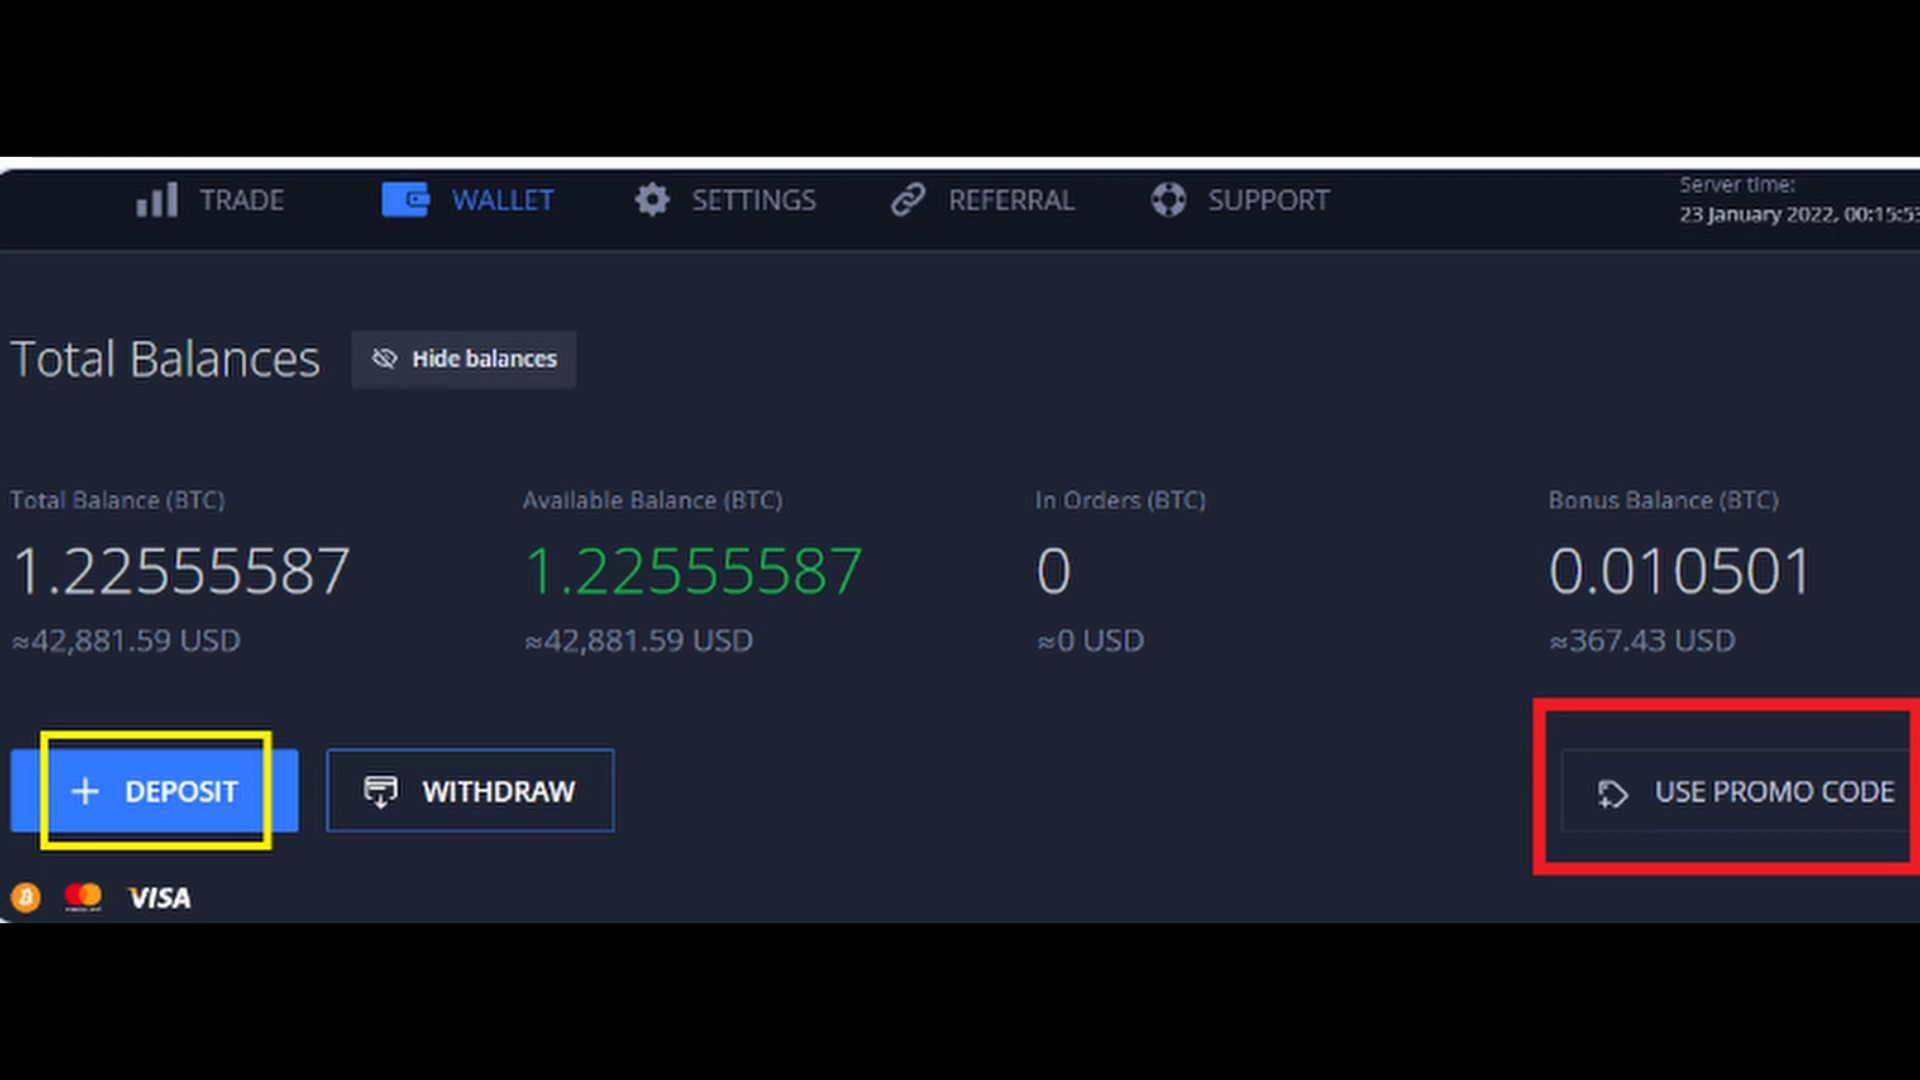 TRADE WALLET SETTINGS REFERRAL SUPPORT Server time:
23 January 2022, 00:15:53
Total Balances Hide balances
Total Balance (BTC) Available Balance (BTC) In Orders (BTC) Bonus Balance (BTC)
1.22555587 1.22555587 0 0.010501
≈42,881.59 USD ≈42,881.59 USD ≈0 USD ≈367.43 USD
+ DEPOSIT WITHDRAW USE PROMO CODE
VISA